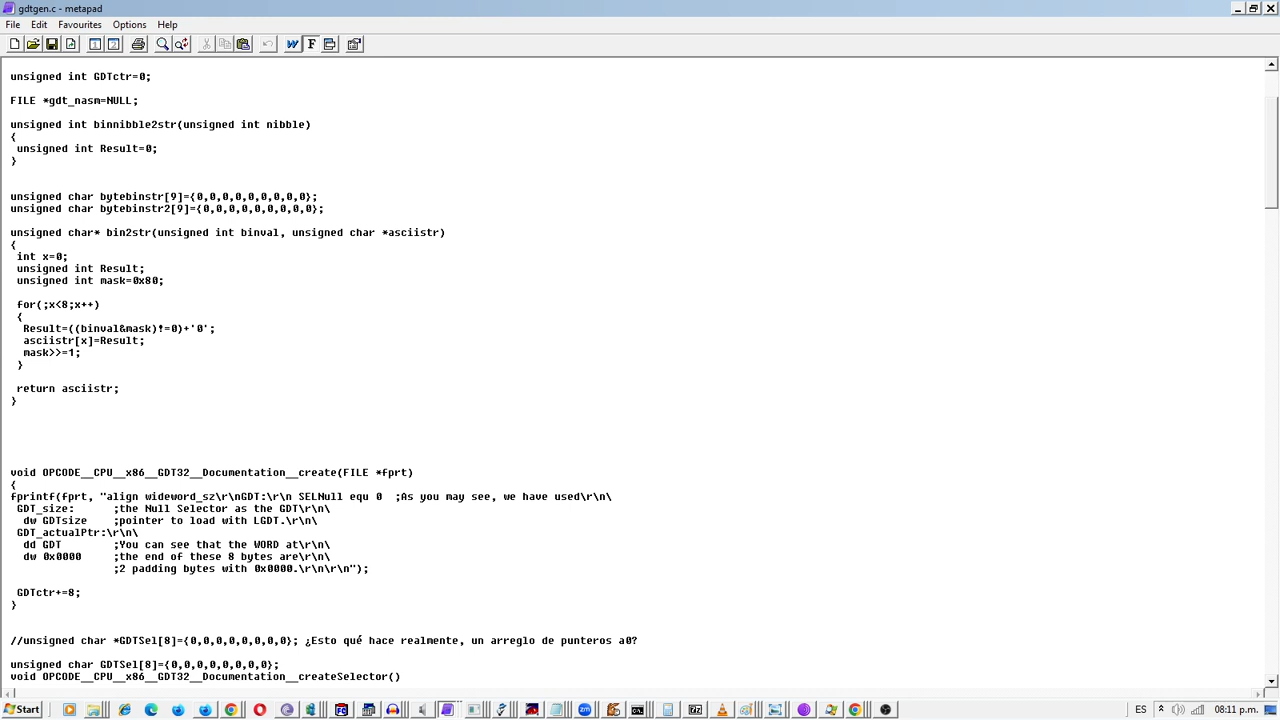 gdtgen.c - metapad
File Edit Favourites Options Help
unsigned int GDTctr=0;
FILE *gdt_nasm=NULL;
unsigned int binnibble2str(unsigned int nibble)
{
unsigned int Result=0;
}
unsigned char bytebinstr[9]={0,0,0,0,0,0,0,0,0};
unsigned char bytebinstr2[9]={0,0,0,0,0,0,0,0,0};
unsigned char* bin2str(unsigned int binval, unsigned char *asciistr)
{
int x=0;
unsigned int Result;
unsigned int mask=0x80;
for(;x<8;x++)
{
Result=((binval&mask)!=0)+'0';
asciistr[x]=Result;
mask>>=1;
}
return asciistr;
}
void OPCODE__CPU__x86__GDT32__Documentation__create(FILE *fprt)
{
fprintf(fprt, "align wideword_sz\r\nGDT:\r\n SELNull equ 0  ;As you may see, we have used\r\n\
GDT_size:      ;the Null Selector as the GDT\r\n\
dw GDTsize    ;pointer to load with LGDT.\r\n\
GDT_actualPtr:\r\n\
dd GDT        ;You can see that the WORD at\r\n\
dw 0x0000     ;the end of these 8 bytes are\r\n\
;2 padding bytes with 0x0000.\r\n\r\n");
GDTctr+=8;
}
//unsigned char *GDTSel[8]={0,0,0,0,0,0,0,0}; ¿Esto qué hace realmente, un arreglo de punteros a0?
unsigned char GDTSel[8]={0,0,0,0,0,0,0,0};
void OPCODE__CPU__x86__GDT32__Documentation__createSelector()
Start ES 08:11 p.m.